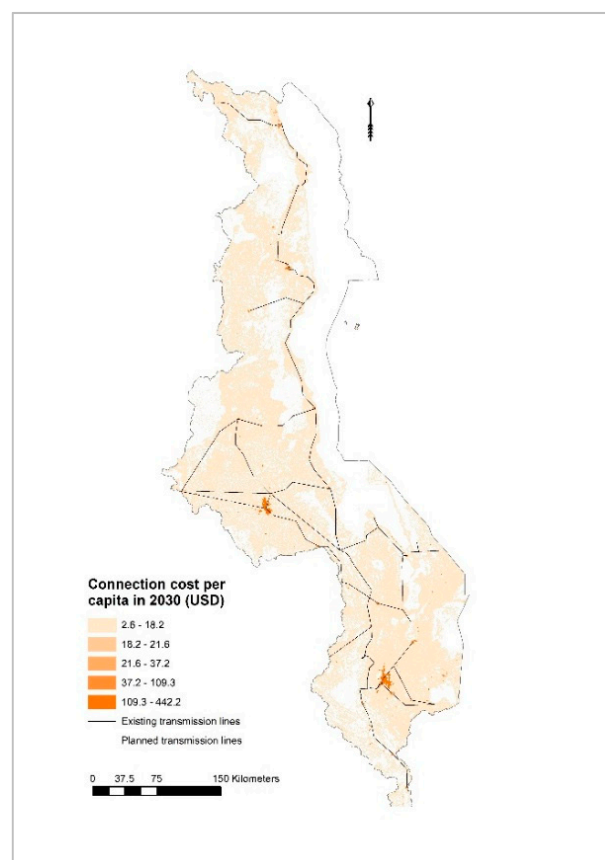 Connection cost per
capita in 2030 (USD)
2.6 - 18.2
18.2 - 21.6
21.6 - 37.2
37.2 - 109.3
109.3 - 442.2
Existing transmission lines
Planned transmission lines
0 37.5 75 150 Kilometers